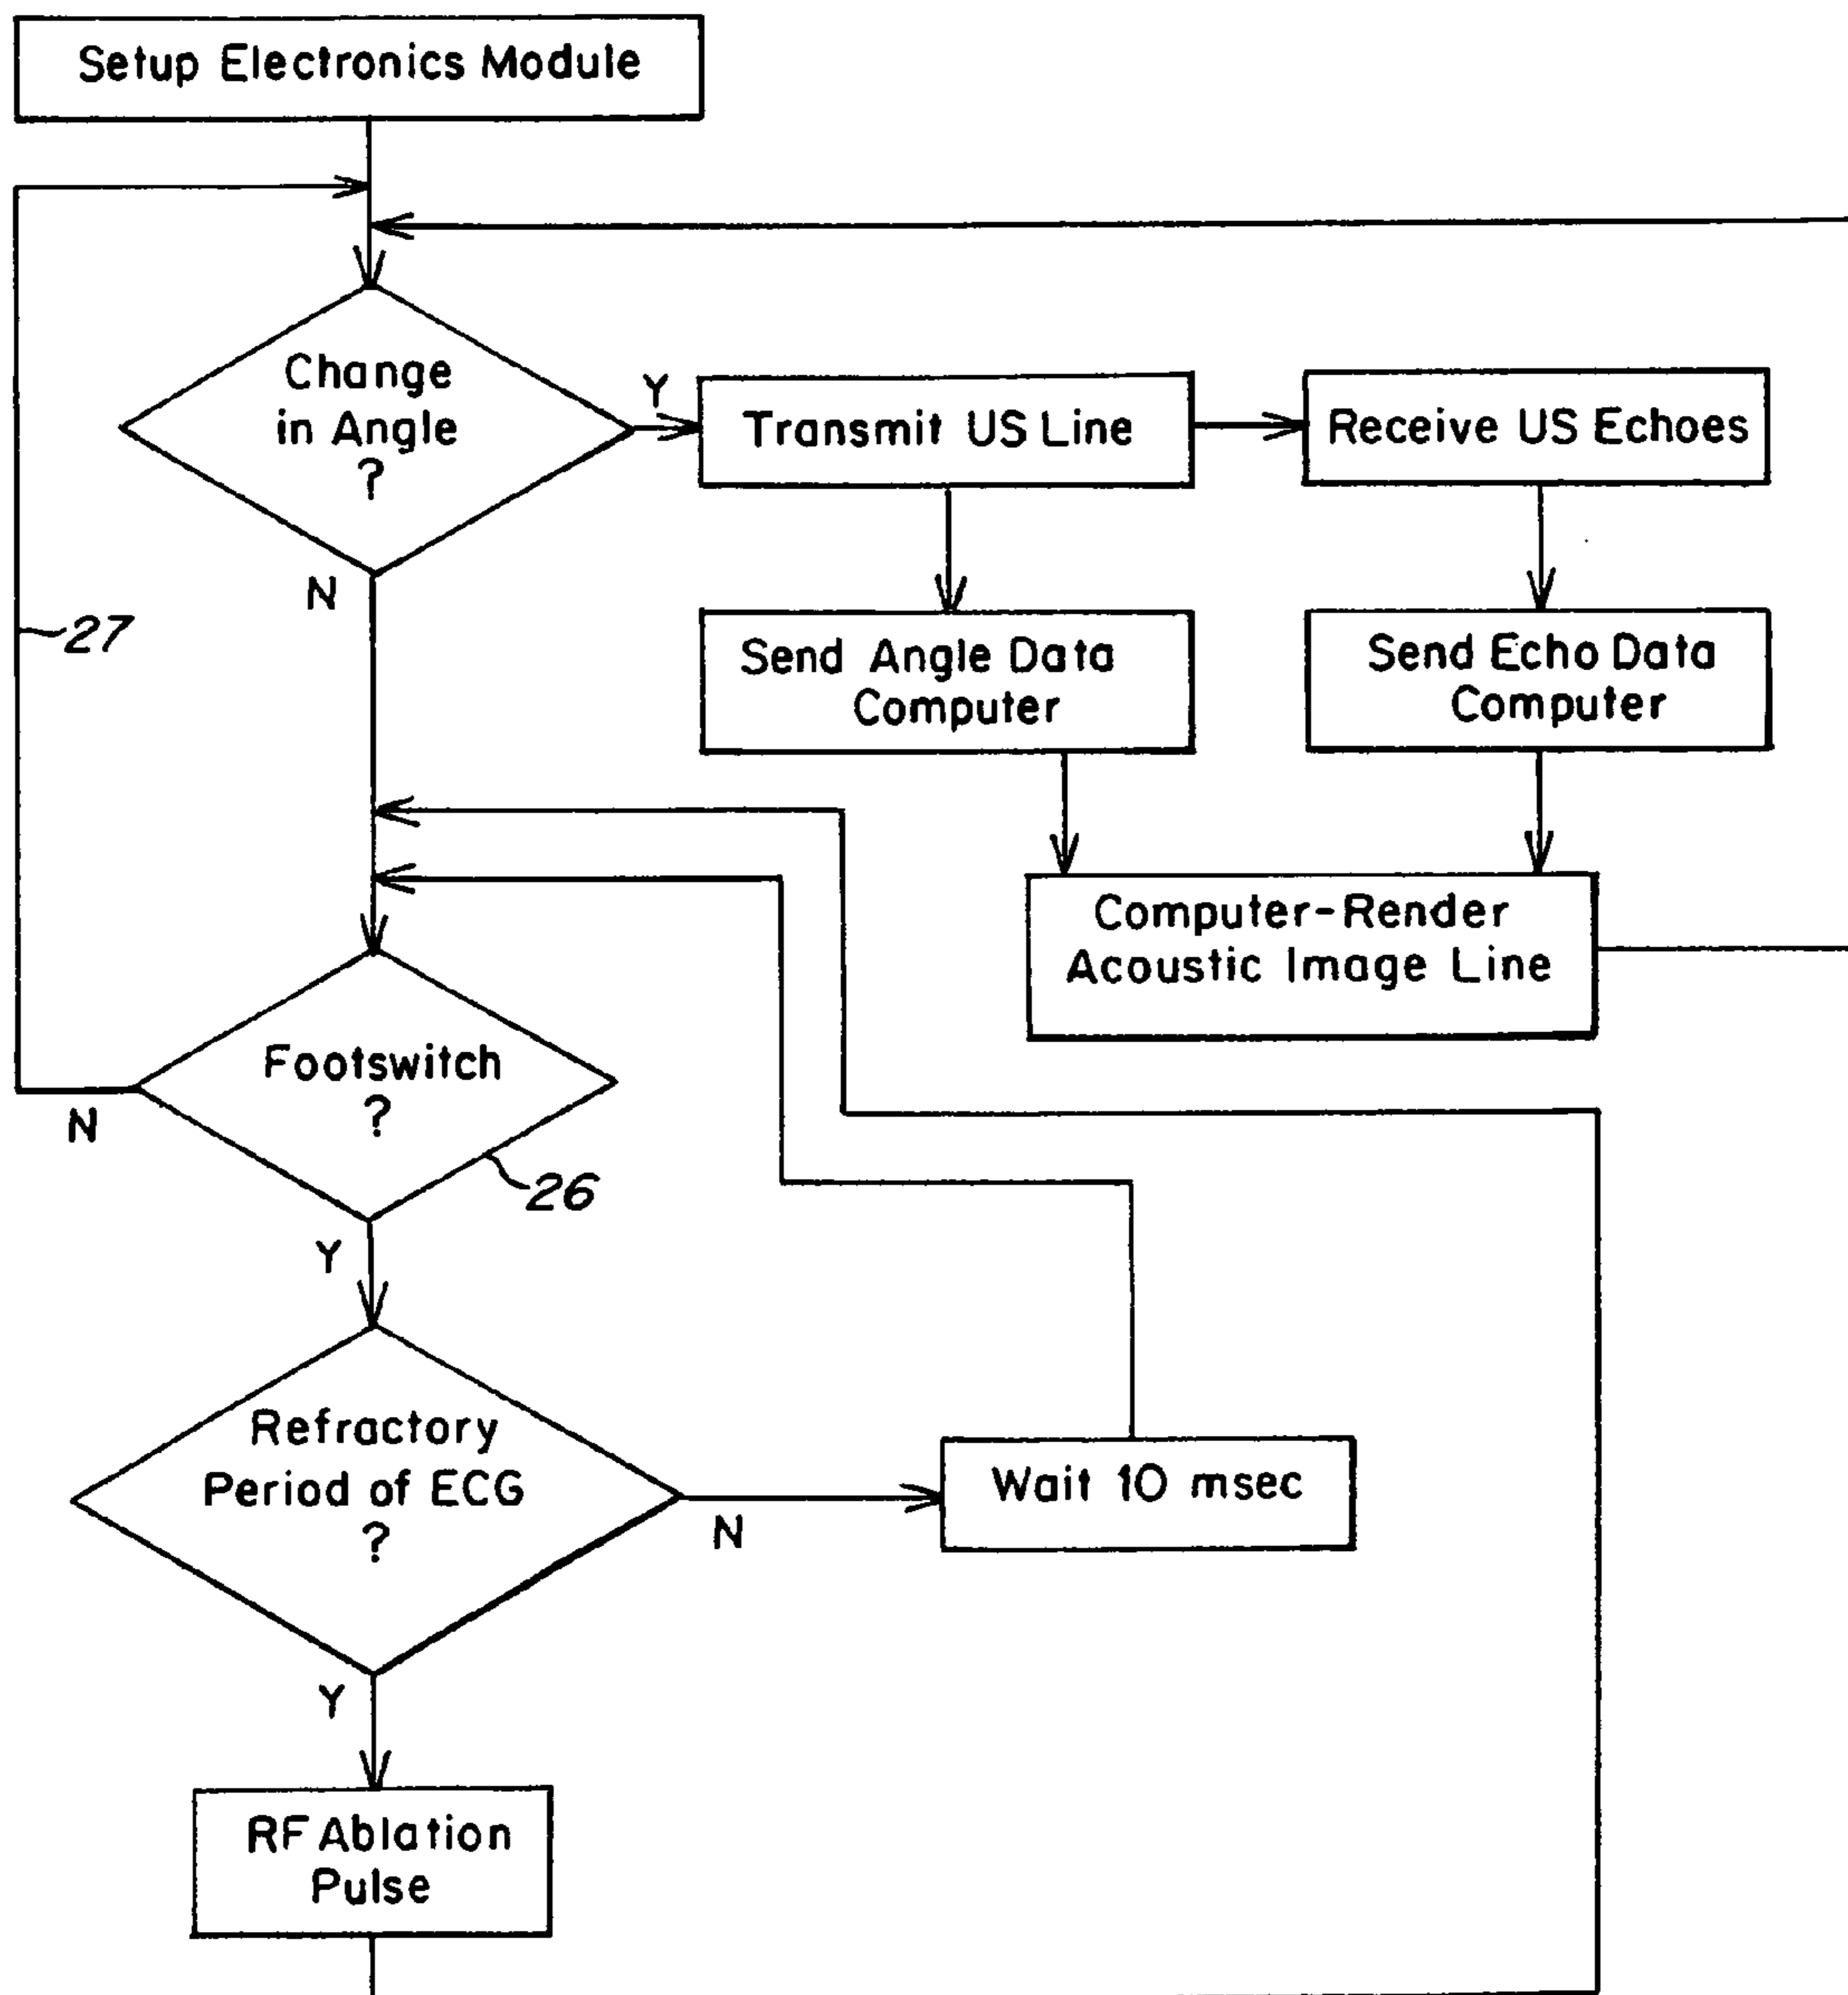 Setup Electronics Module
Change
in Angle
?
Y
Transmit US Line
Receive US Echoes
N
27
Send Angle Data
Computer
Send Echo Data
Computer
Computer-Render
Acoustic Image Line
Footswitch
?
N
26
Y
Refractory
Period of ECG
?
N
Wait 10 msec
Y
RF Ablation
Pulse